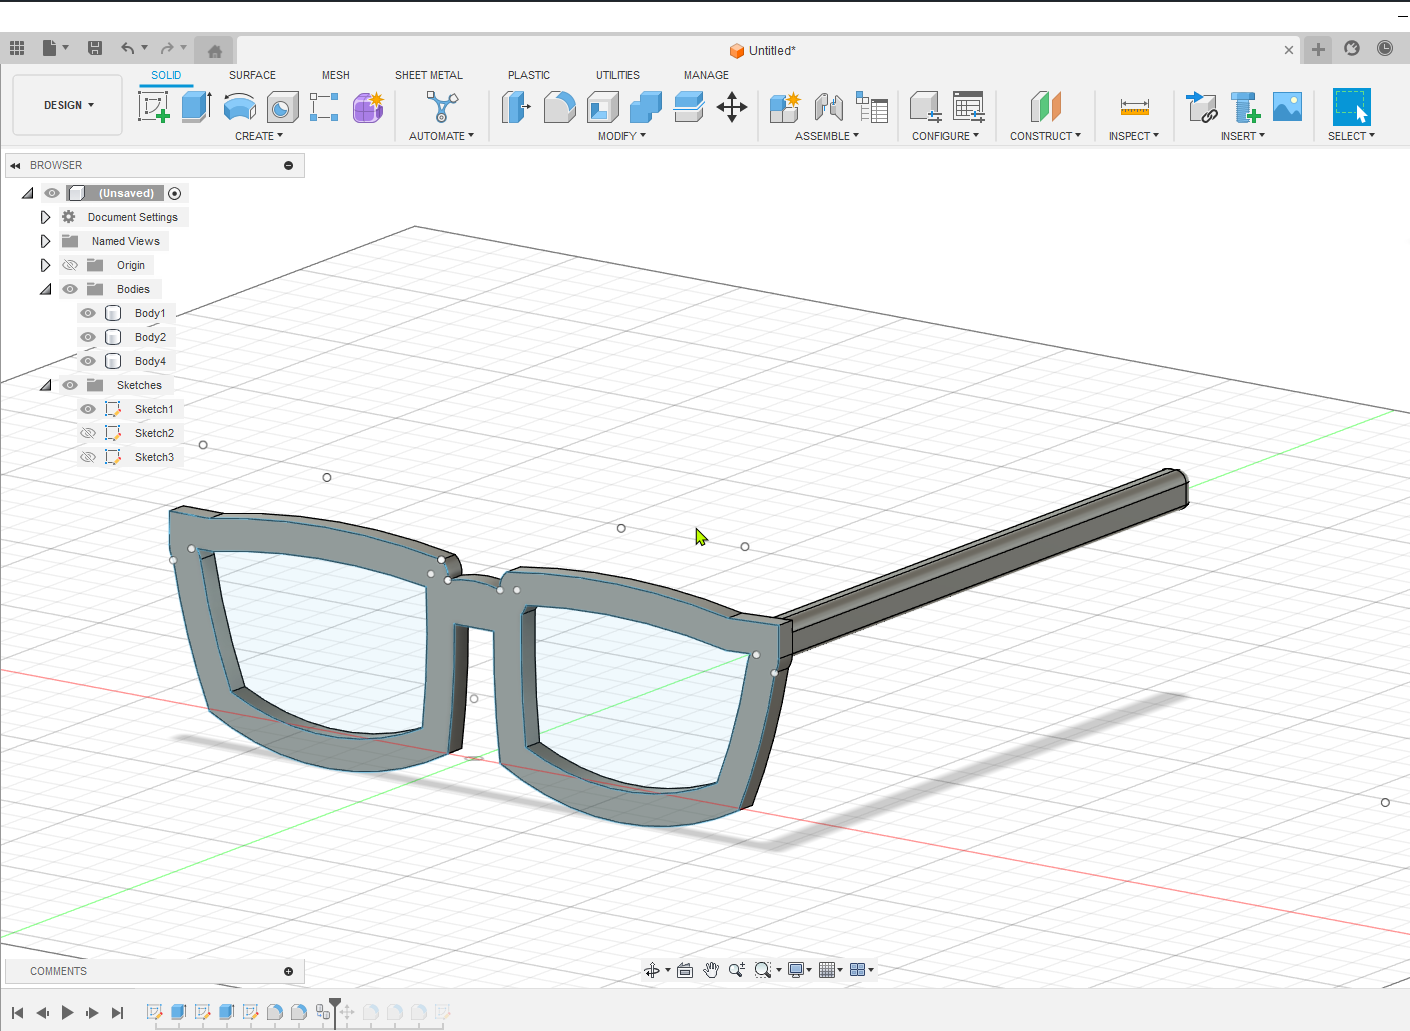 Untitled*
DESIGN
SOLID SURFACE MESH SHEET METAL PLASTIC UTILITIES MANAGE
CREATE AUTOMATE MODIFY ASSEMBLE CONFIGURE CONSTRUCT INSPECT INSERT SELECT
BROWSER
(Unsaved)
Document Settings
Named Views
Origin
Bodies
Body1
Body2
Body4
Sketches
Sketch1
Sketch2
Sketch3
COMMENTS